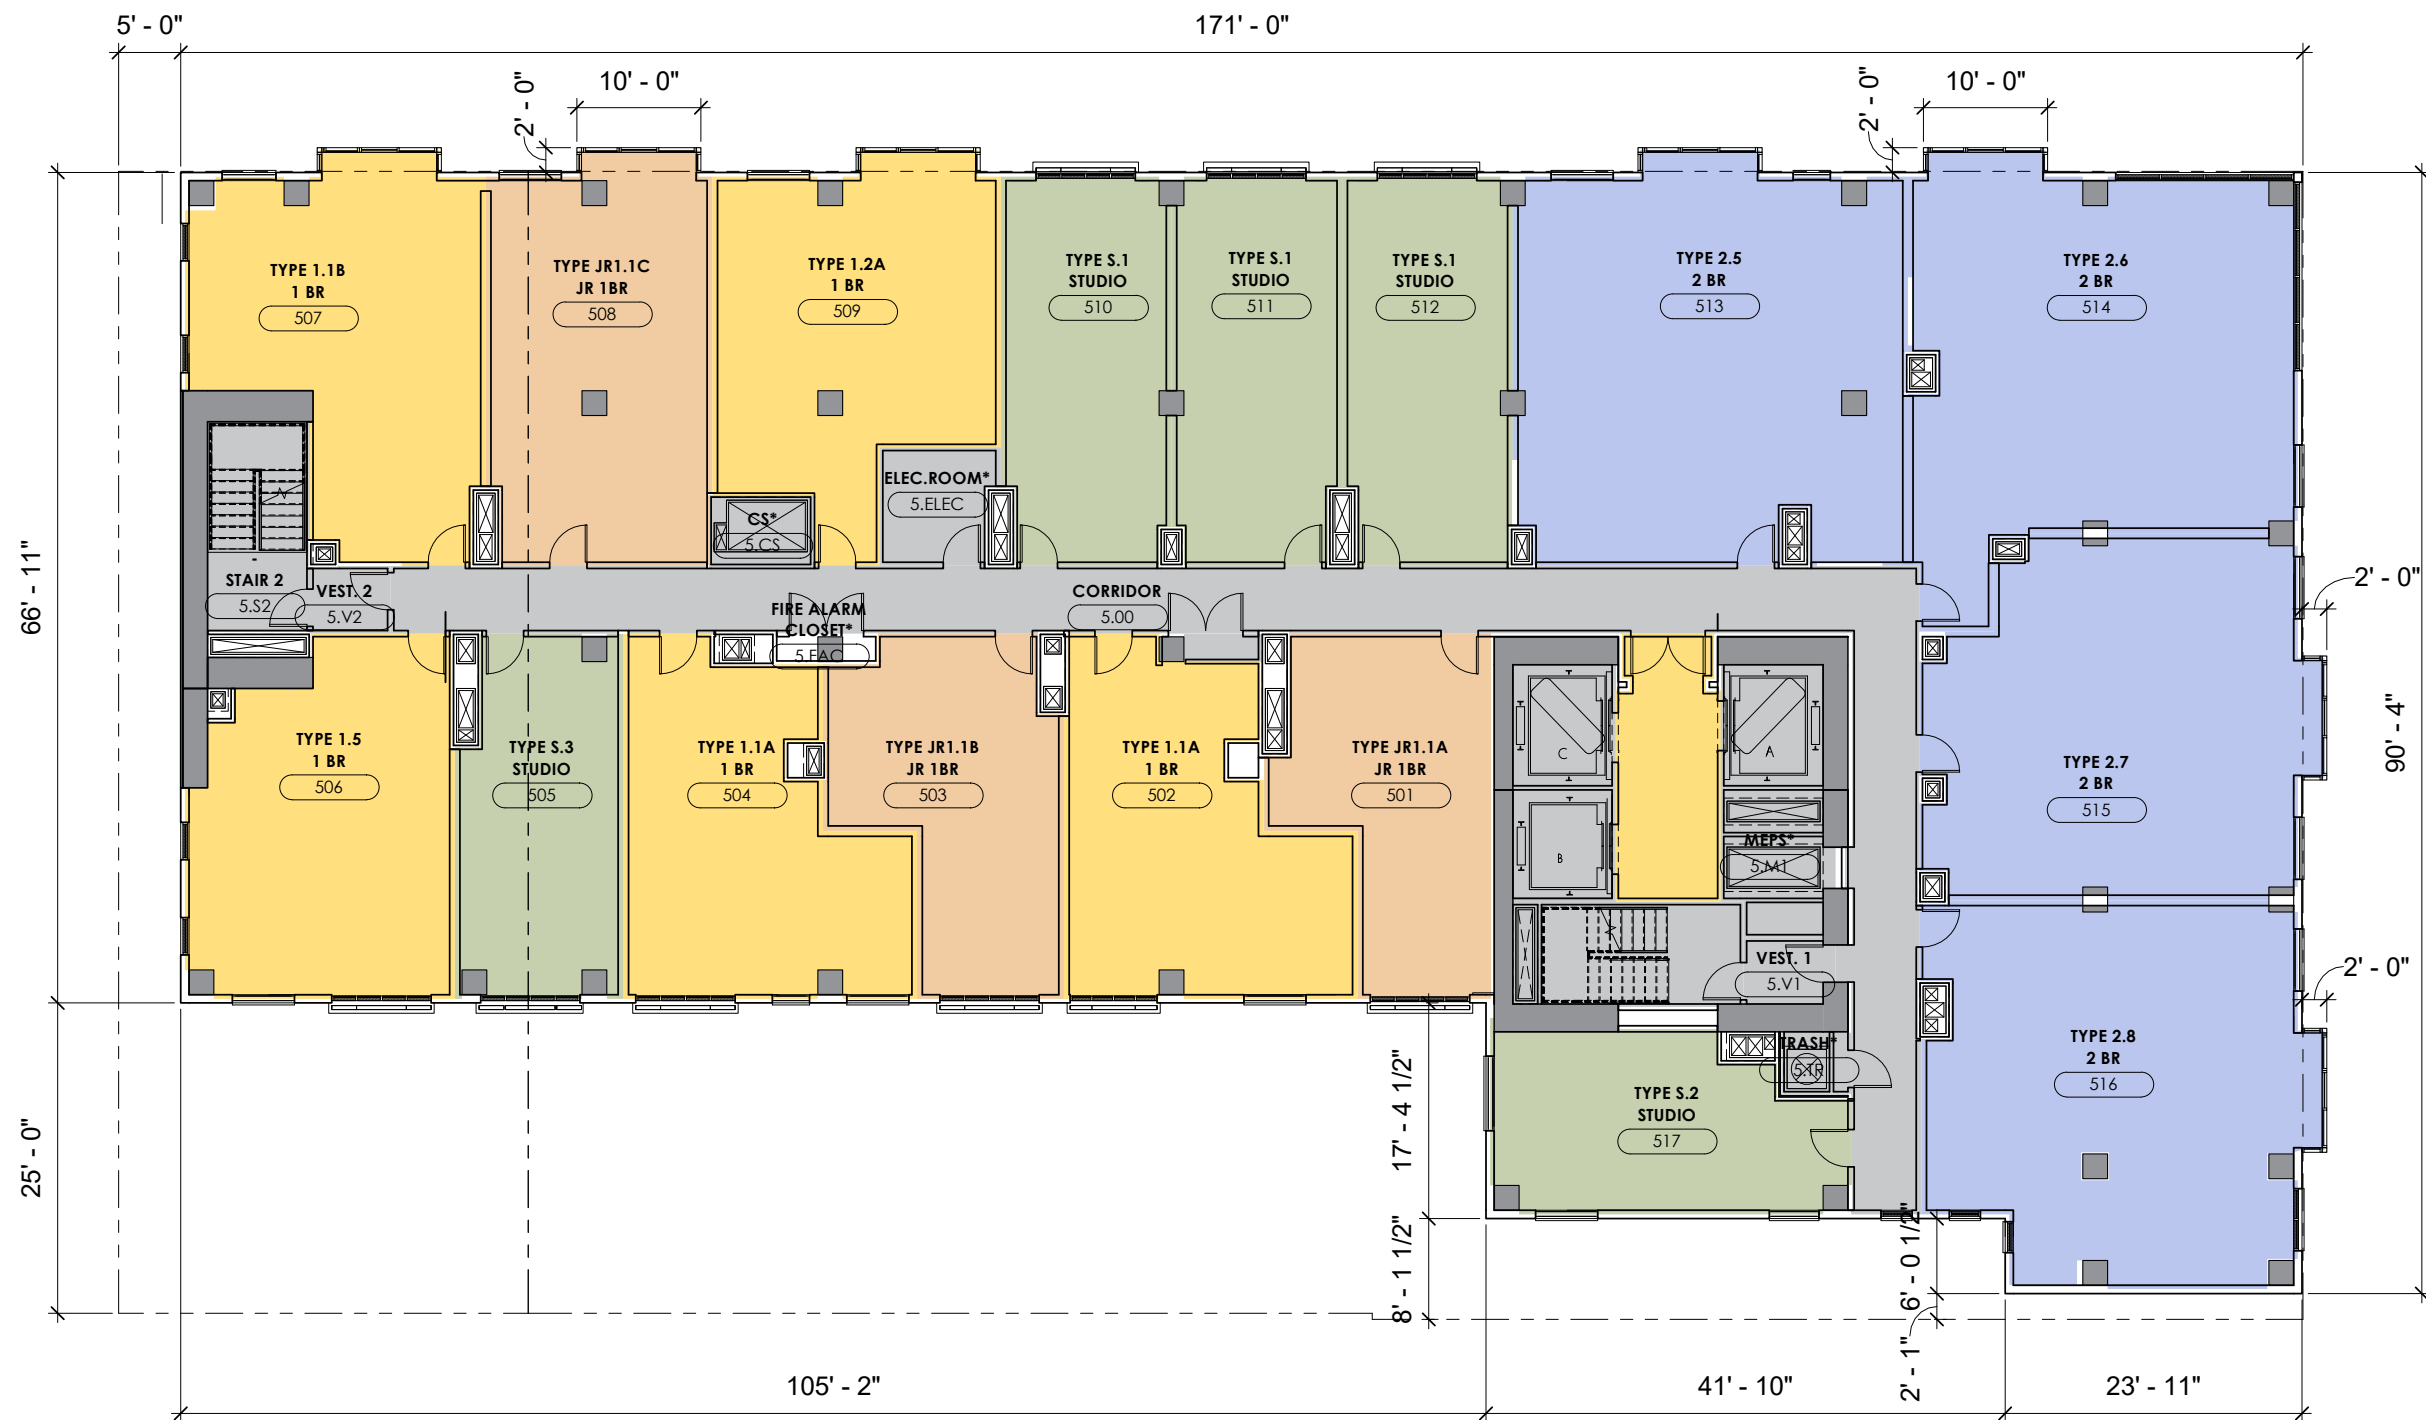 5' - 0"
171' - 0"
2' - 0"
10' - 0"
2' - 0"
10' - 0"
TYPE 1.1B
1 BR
507
TYPE JR1.1C
JR 1BR
508
TYPE 1.2A
1 BR
509
TYPE S.1
STUDIO
510
TYPE S.1
STUDIO
511
TYPE S.1
STUDIO
512
TYPE 2.5
2 BR
513
TYPE 2.6
2 BR
514
ELEC.ROOM*
5.ELEC
CS*
5.CS
66' - 11"
STAIR 2
5.S2
VEST. 2
5.V2
FIRE ALARM
CLOSET*
5.FAC
CORRIDOR
5.00
2' - 0"
90' - 4"
TYPE 1.5
1 BR
506
TYPE S.3
STUDIO
505
TYPE 1.1A
1 BR
504
TYPE JR1.1B
JR 1BR
503
TYPE 1.1A
1 BR
502
TYPE JR1.1A
JR 1BR
501
C
A
B
MEPS*
5.M1
TYPE 2.7
2 BR
515
VEST. 1
5.V1
2' - 0"
TRASH*
5.TR
TYPE S.2
STUDIO
517
TYPE 2.8
2 BR
516
25' - 0"
17' - 4 1/2"
8' - 1 1/2"
6' - 0 1/2"
2' - 1"
105' - 2"
41' - 10"
23' - 11"